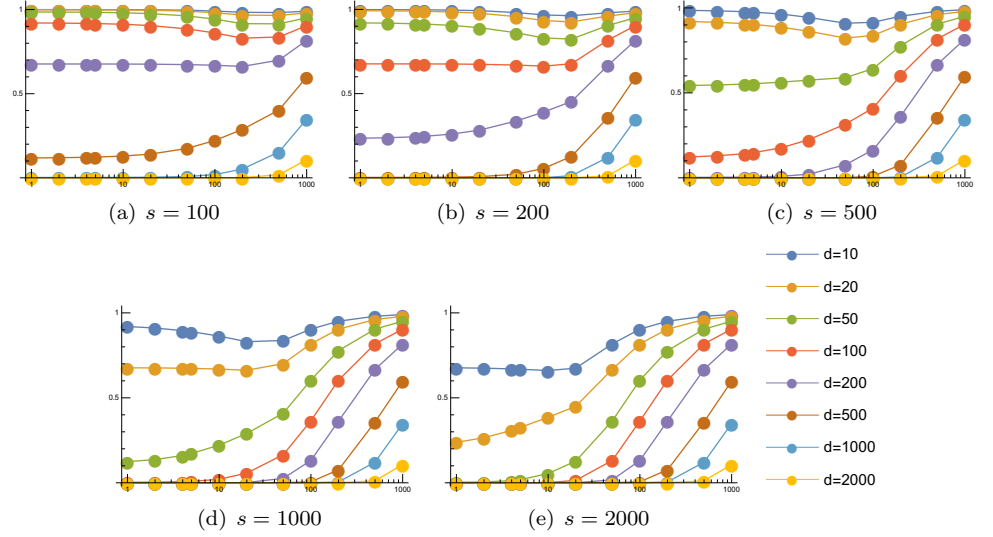 1
0.5
1 10 100 1000
(a) s = 100
1
0.5
1 10 100 1000
(b) s = 200
1
0.5
1 10 100 1000
(c) s = 500
1
0.5
1 10 100 1000
(d) s = 1000
1
0.5
1 10 100 1000
(e) s = 2000
d=10
d=20
d=50
d=100
d=200
d=500
d=1000
d=2000